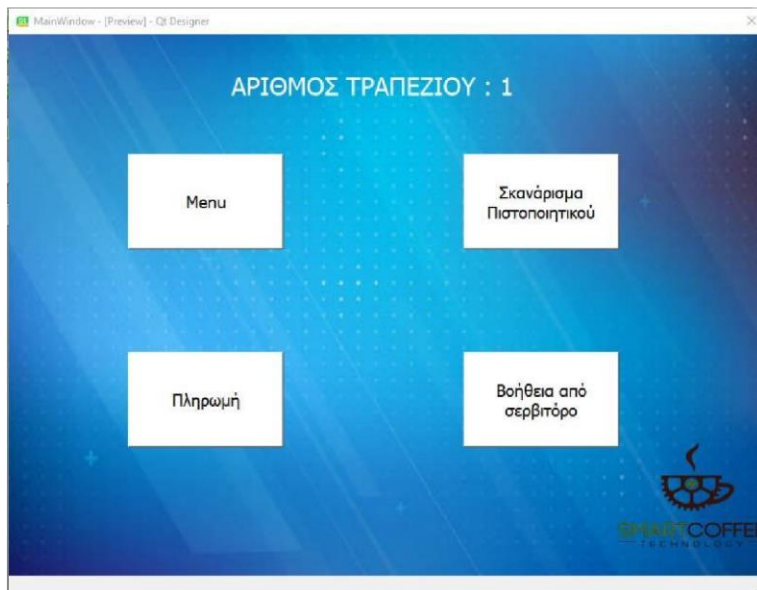 MainWindow - [Preview] - Qt Designer
ΑΡΙΘΜΟΣ ΤΡΑΠΕΖΙΟΥ : 1
Menu
Σκανάρισμα
Πιστοποιητικού
Πληρωμή
Βοήθεια από
σερβιτόρο
SMARTCOFFEE
TECHNOLOGY